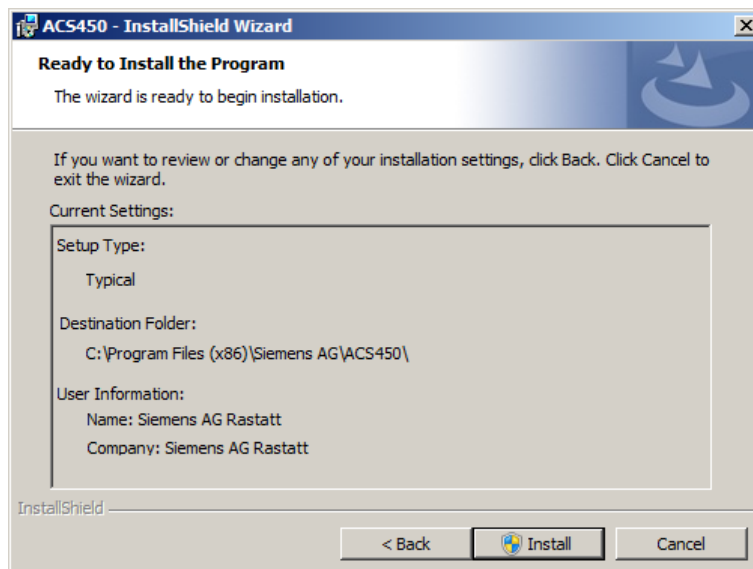 ACS450 - InstallShield Wizard
Ready to Install the Program
The wizard is ready to begin installation.
If you want to review or change any of your installation settings, click Back. Click Cancel to
exit the wizard.
Current Settings:
Setup Type:
Typical
Destination Folder:
C:\Program Files (x86)\Siemens AG\ACS450\
User Information:
Name: Siemens AG Rastatt
Company: Siemens AG Rastatt
InstallShield
< Back
Install
Cancel